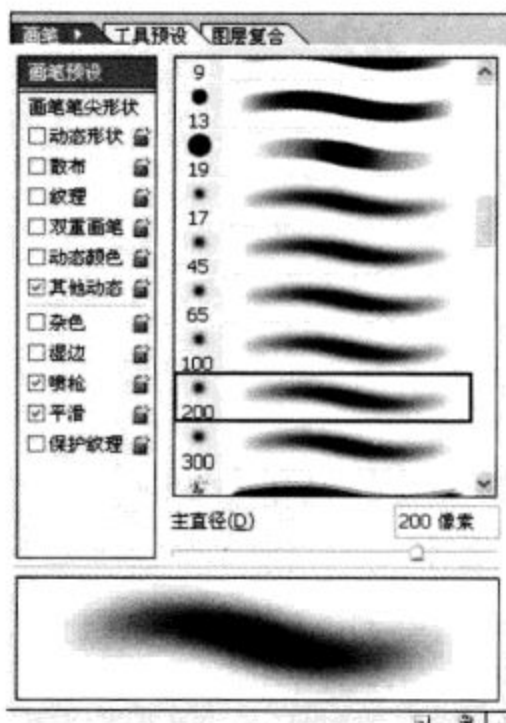 画笔 工具预设 图层复合
画笔预设
画笔笔尖形状
动态形状
散布
纹理
双重画笔
动态颜色
其他动态
杂色
湿边
喷枪
平滑
保护纹理
9
13
19
17
45
65
100
200
300
主直径(D) 200 像素